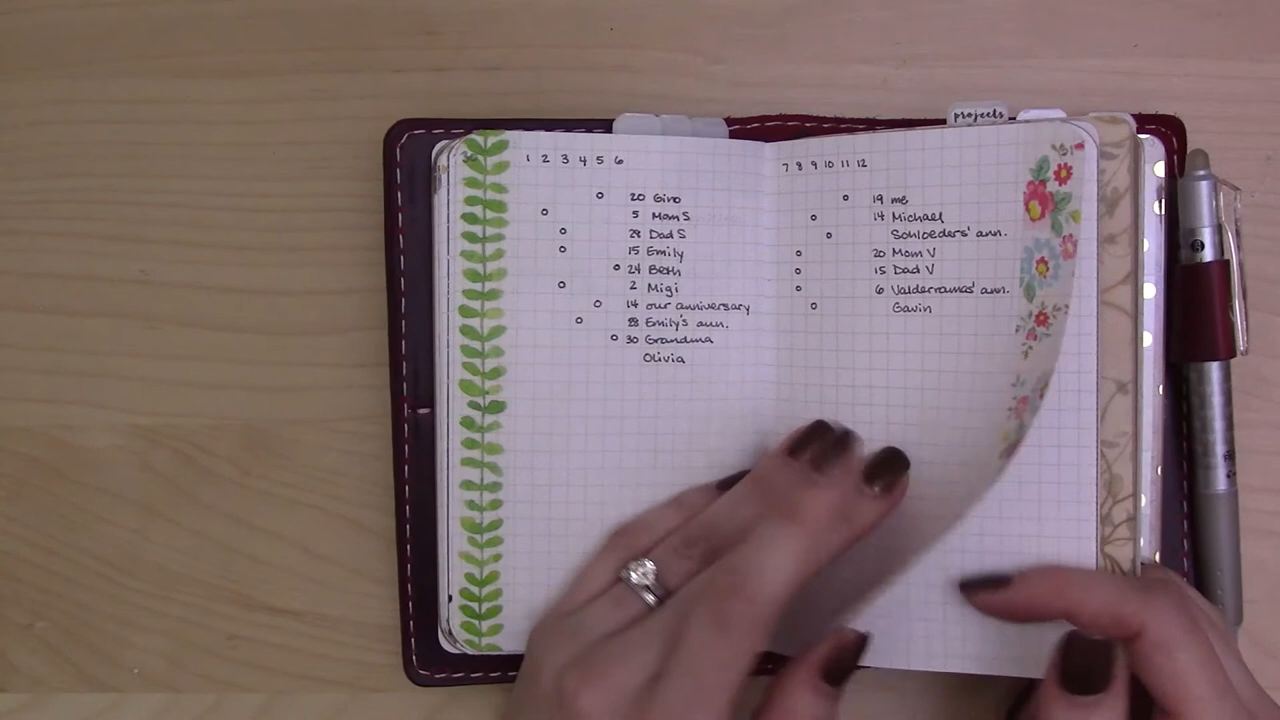 projects
36
1 2 3 4 5 6
20 Gino
5 Mom S
28 Dad S
15 Emily
24 Beth
2 Migi
14 our anniversary
28 Emily's ann.
30 Grandma
Olivia
7 8 9 10 11 12
19 me
14 Michael
Schloeders' ann.
20 Mom V
15 Dad V
6 Valderramas' ann.
Gavin